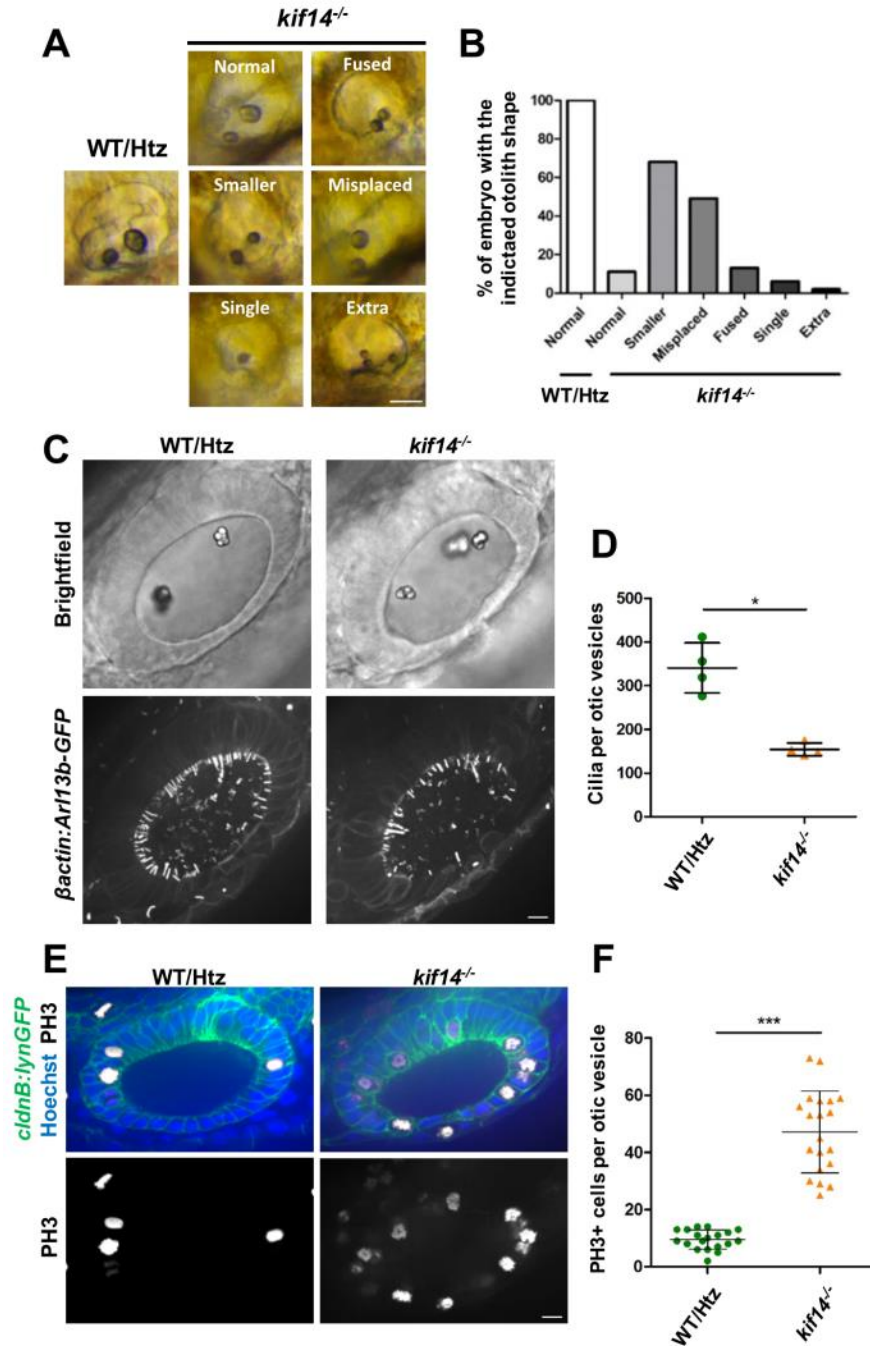 A
kif14-/-
Normal
Fused
WT/Htz
Smaller
Misplaced
Single
Extra
B
% of embryo with the
indictaed otolith shape
100
80
60
40
20
0
Normal
Normal
Smaller
Misplaced
Fused
Single
Extra
WT/Htz
kif14-/-
C
WT/Htz
kif14-/-
Brightfield
βactin:Arl13b-GFP
D
Cilia per otic vesicles
500
400
300
200
100
0
*
WT/Htz
kif14-/-
E
WT/Htz
kif14-/-
cldnB:lynGFP
Hoechst PH3
PH3
F
PH3+ cells per otic vesicle
80
60
40
20
0
***
WT/Htz
kif14-/-